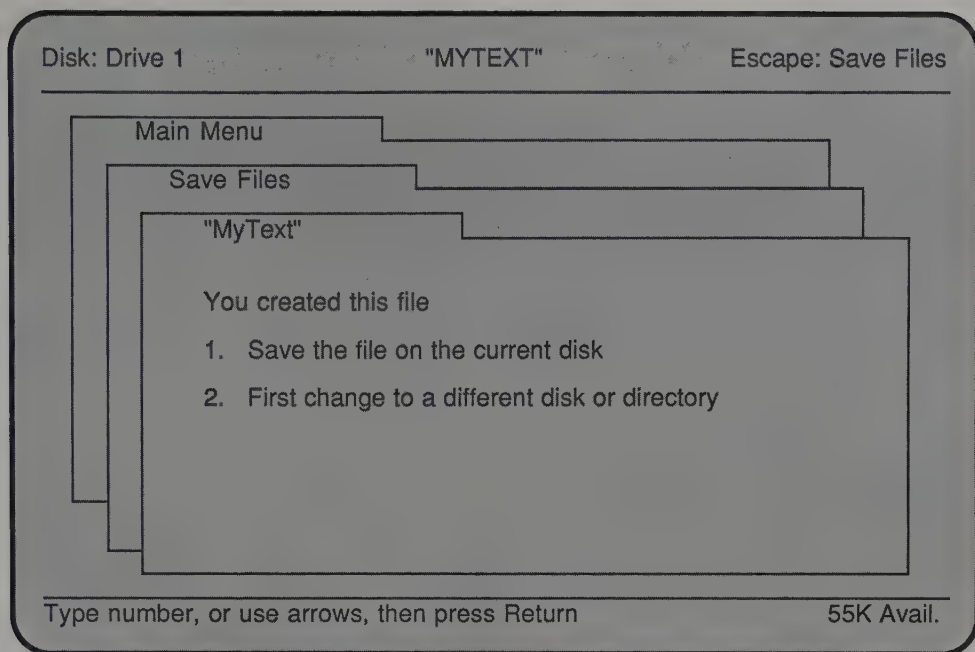 Disk: Drive 1 "MYTEXT" Escape: Save Files
Main Menu
Save Files
"MyText"
You created this file
1. Save the file on the current disk
2. First change to a different disk or directory
Type number, or use arrows, then press Return 55K Avail.